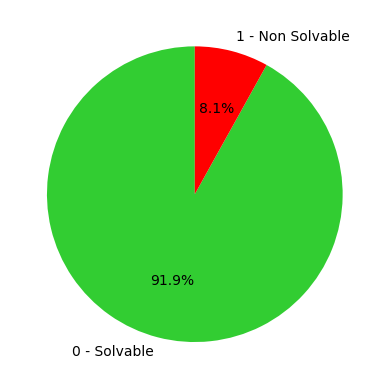 1 - Non Solvable
8.1%
91.9%
0 - Solvable